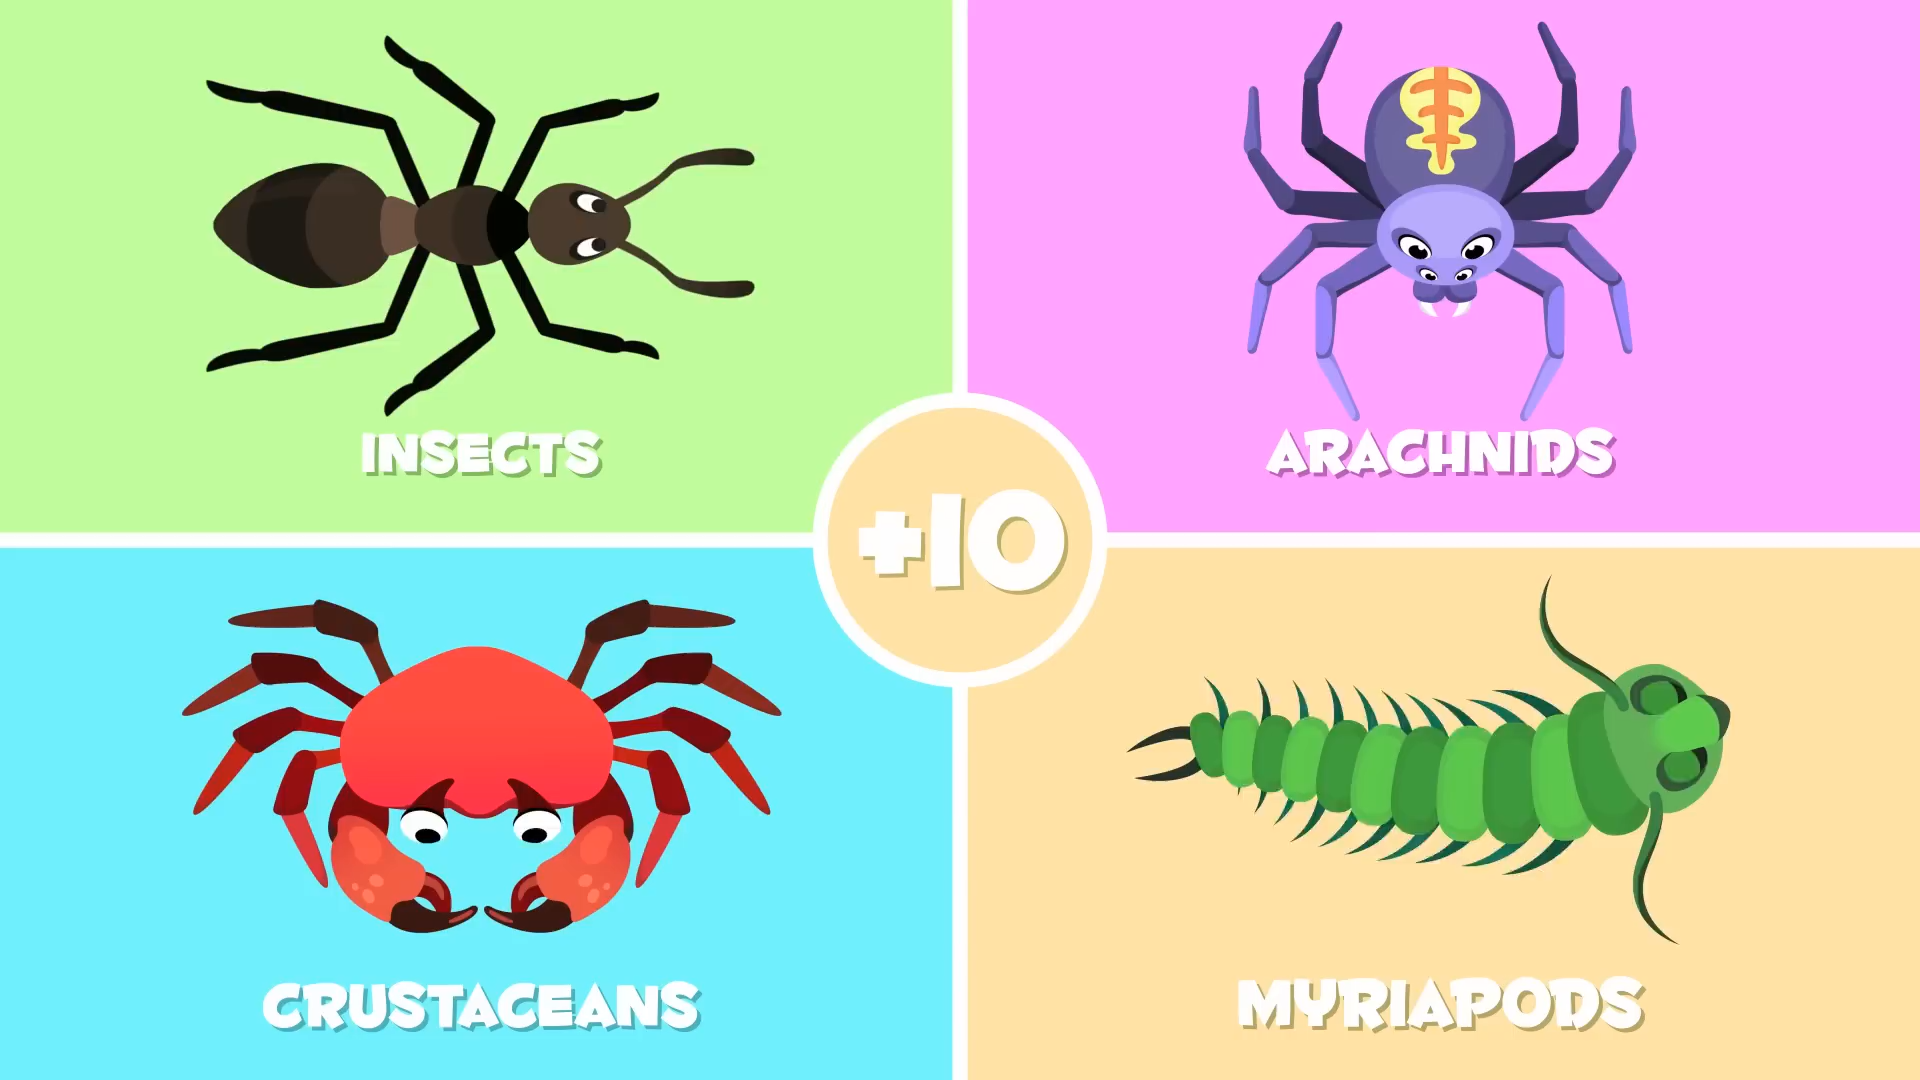 INSECTS
ARACHNIDS
+10
CRUSTACEANS
MYRIAPODS